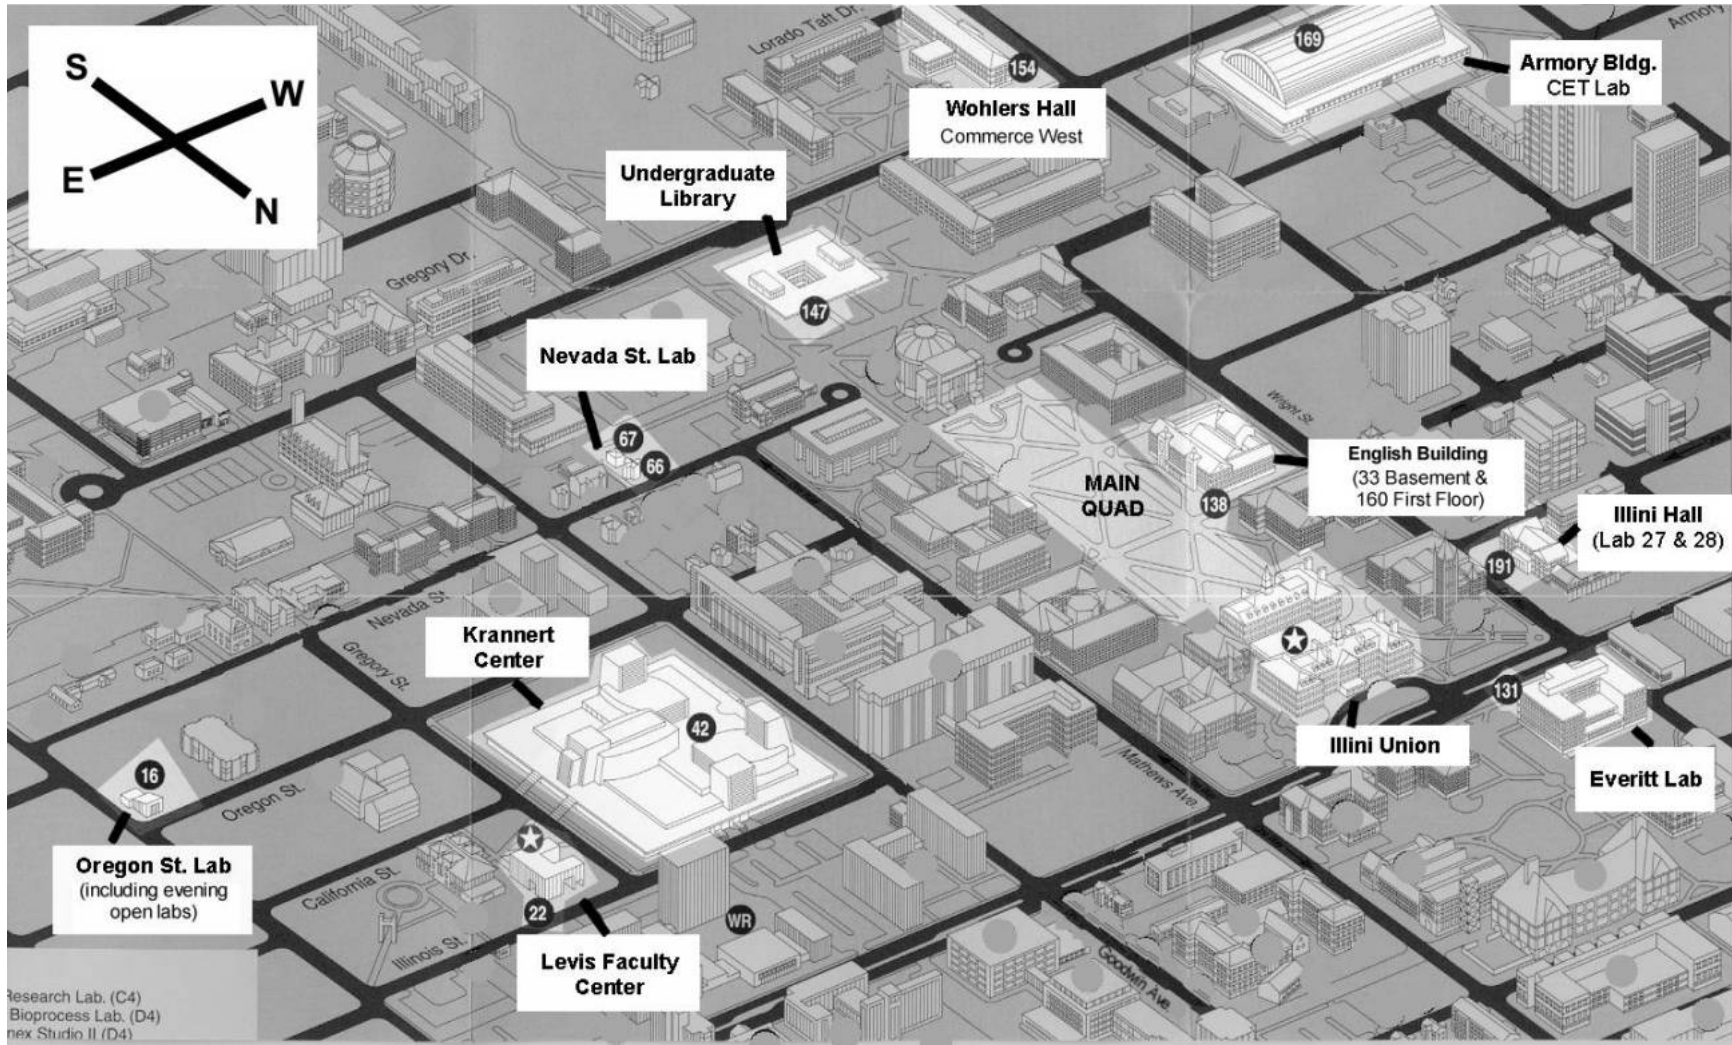 S
W
E
N
Lorado Taft Dr.
154
Wohlers Hall
Commerce West
169
Armory
Armory Bldg.
CET Lab
Undergraduate
Library
147
Gregory Dr.
Nevada St. Lab
67
66
Wright St.
MAIN
QUAD
138
English Building
(33 Basement &
160 First Floor)
Illini Hall
(Lab 27 & 28)
191
Nevada St.
Gregory St.
Krannert
Center
42
131
Illini Union
Everitt Lab
Mathews Ave.
16
Oregon St.
Oregon St. Lab
(including evening
open labs)
California St.
22
WR
Illinois St.
Levis Faculty
Center
Goodwin Ave.
Research Lab. (C4)
Bioprocess Lab. (D4)
nex Studio II (D4)